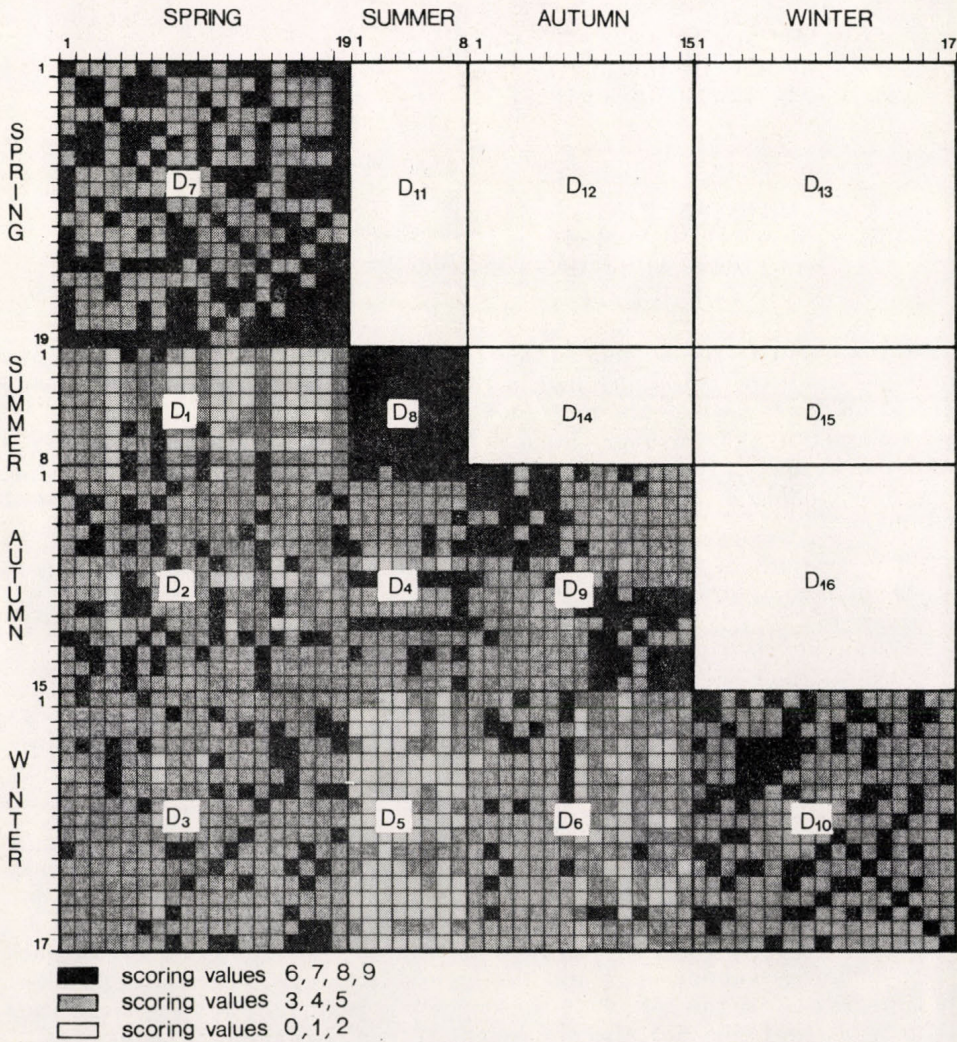 SPRING SUMMER AUTUMN WINTER
1 19 1 8 1 15 1 17
1
SPRING
D7 D11 D12 D13
19
1
SUMMER
D1 D8 D14 D15
8
1
AUTUMN
D2 D4 D9 D16
15
1
WINTER
D3 D5 D6 D10
17
scoring values 6, 7, 8, 9
scoring values 3, 4, 5
scoring values 0, 1, 2